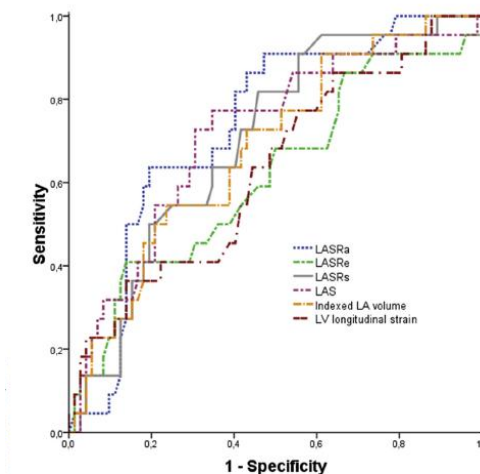 1,0
0,8
0,6
0,4
0,2
0,0
Sensitivity
LASRa
LASRe
LASRs
LAS
Indexed LA volume
LV longitudinal strain
0,0
0,2
0,4
0,6
0,8
1 - Specificity